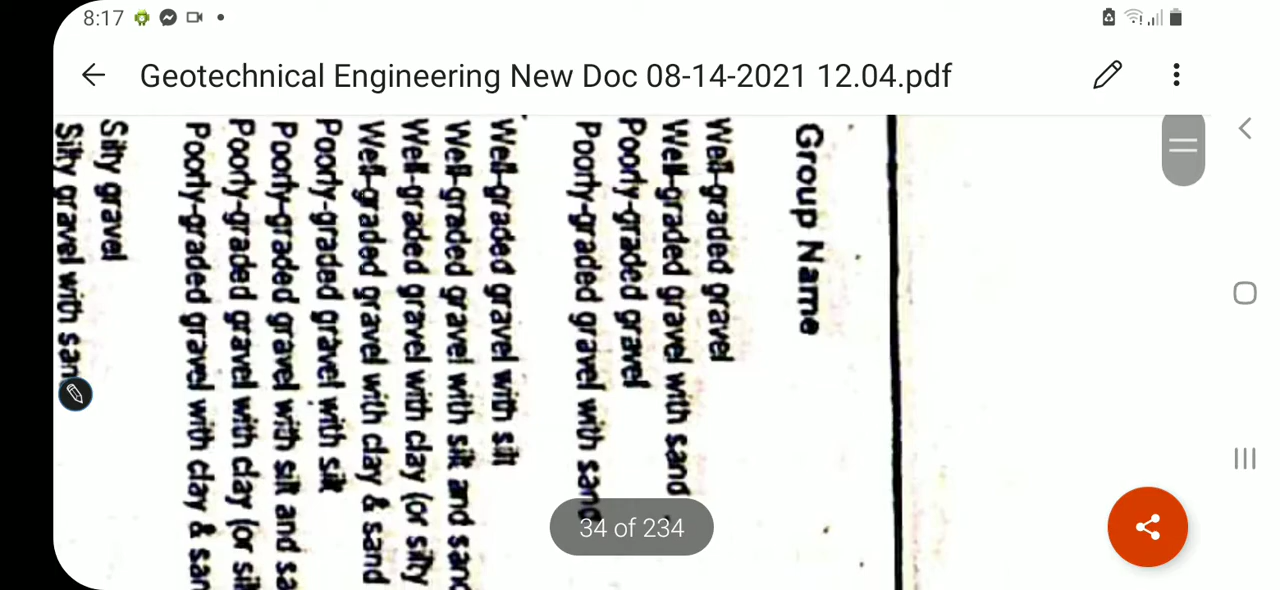 8:17
Geotechnical Engineering New Doc 08-14-2021 12.04.pdf
Group Name
Well-graded gravel
Well-graded gravel with sand
Poorly-graded gravel
Poorly-graded gravel with sand
Well-graded gravel with silt
Well-graded gravel with silt and sand
Well-graded gravel with clay (or silty
Well-graded gravel with clay & sand
Poorly-graded gravel with silt
Poorly-graded gravel with silt and sa
Poorly-graded gravel with clay (or sil
Poorly-graded gravel with clay & san
Silty gravel
Silty gravel with san
34 of 234